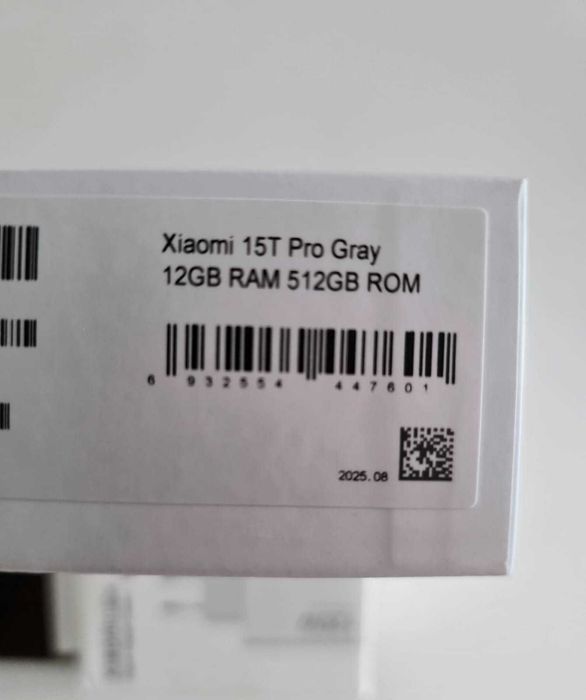 Xiaomi 15T Pro Gray
12GB RAM 512GB ROM
6 932554 447601
2025.08